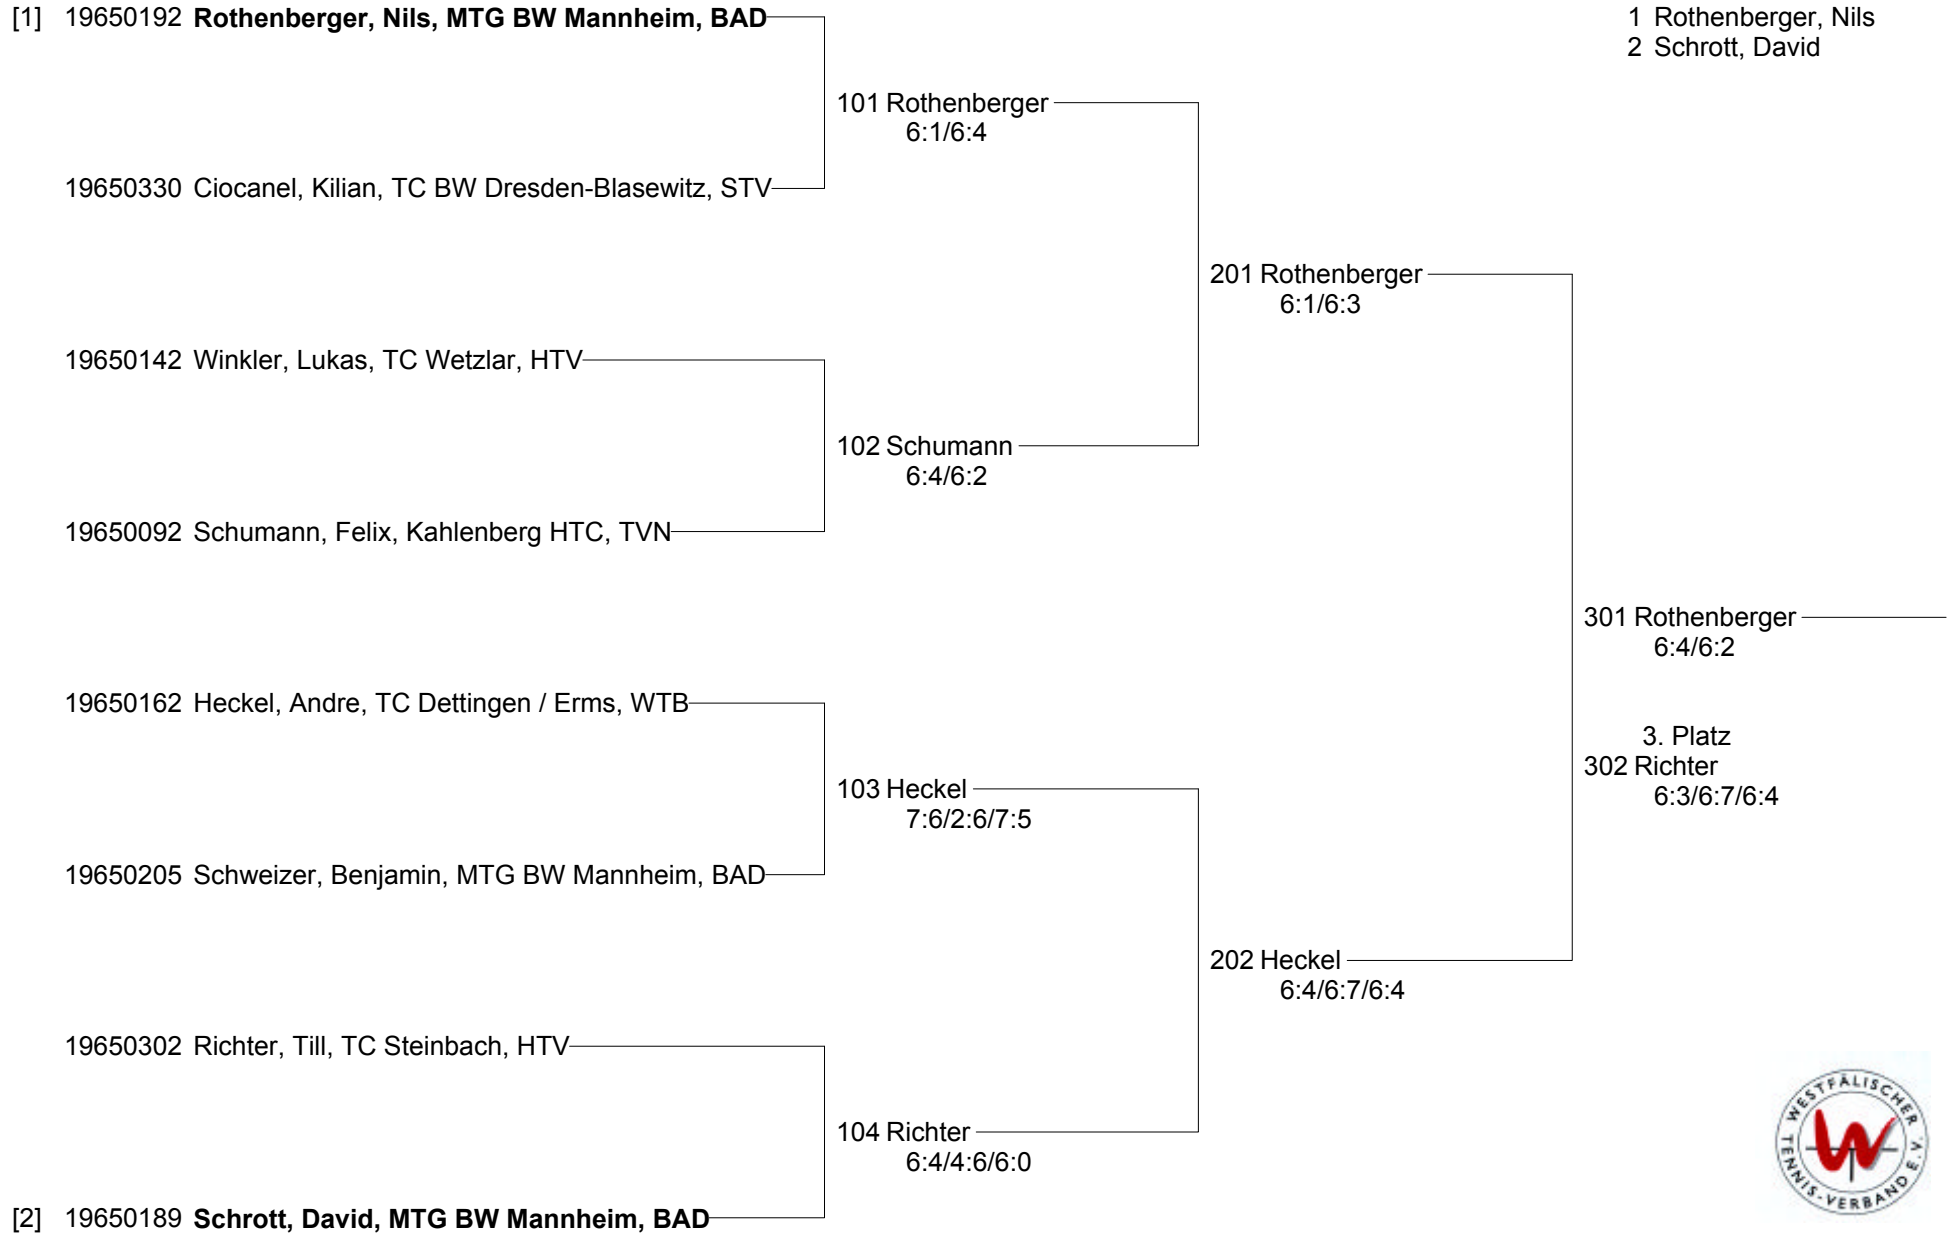 [1] 19650192 Rothenberger, Nils, MTG BW Mannheim, BAD
1 Rothenberger, Nils
2 Schrott, David
101 Rothenberger
6:1/6:4
19650330 Ciocanel, Kilian, TC BW Dresden-Blasewitz, STV
201 Rothenberger
6:1/6:3
19650142 Winkler, Lukas, TC Wetzlar, HTV
102 Schumann
6:4/6:2
19650092 Schumann, Felix, Kahlenberg HTC, TVN
301 Rothenberger
6:4/6:2
19650162 Heckel, Andre, TC Dettingen / Erms, WTB
3. Platz
302 Richter
6:3/6:7/6:4
103 Heckel
7:6/2:6/7:5
19650205 Schweizer, Benjamin, MTG BW Mannheim, BAD
202 Heckel
6:4/6:7/6:4
19650302 Richter, Till, TC Steinbach, HTV
104 Richter
6:4/4:6/6:0
[2] 19650189 Schrott, David, MTG BW Mannheim, BAD
WESTFÄLISCHER
TENNIS-VERBAND E.V.